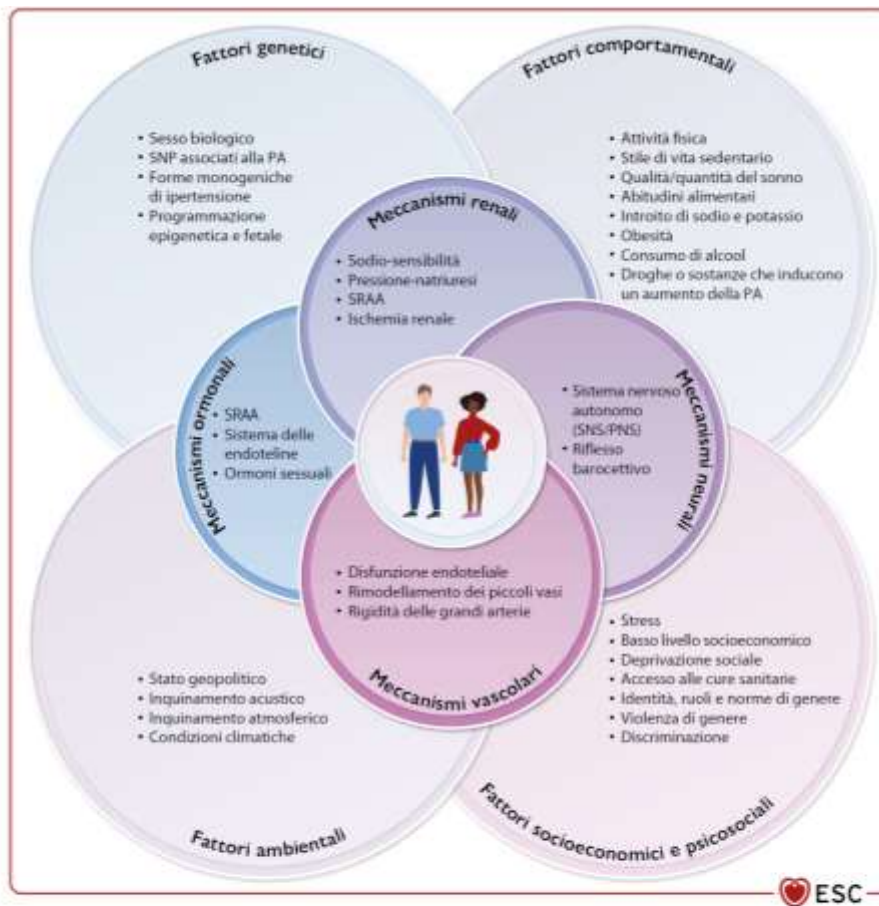 Fattori genetici
• Sesso biologico
• SNP associati alla PA
• Forme monogeniche
di ipertensione
• Programmazione
epigenetica e fetale
Fattori comportamentali
• Attività fisica
• Stile di vita sedentario
• Qualità/quantità del sonno
• Abitudini alimentari
• Introito di sodio e potassio
• Obesità
• Consumo di alcool
• Droghe o sostanze che inducono
un aumento della PA
Meccanismi renali
• Sodio-sensibilità
• Pressione-natriuresi
• SRAA
• Ischemia renale
Meccanismi ormonali
• SRAA
• Sistema delle
endoteline
• Ormoni sessuali
Meccanismi neurali
• Sistema nervoso
autonomo
(SNS/PNS)
• Riflesso
barocettivo
• Disfunzione endoteliale
• Rimodellamento dei piccoli vasi
• Rigidità delle grandi arterie
Meccanismi vascolari
• Stato geopolitico
• Inquinamento acustico
• Inquinamento atmosferico
• Condizioni climatiche
Fattori ambientali
• Stress
• Basso livello socioeconomico
• Deprivazione sociale
• Accesso alle cure sanitarie
• Identità, ruoli e norme di genere
• Violenza di genere
• Discriminazione
Fattori socioeconomici e psicosociali
ESC